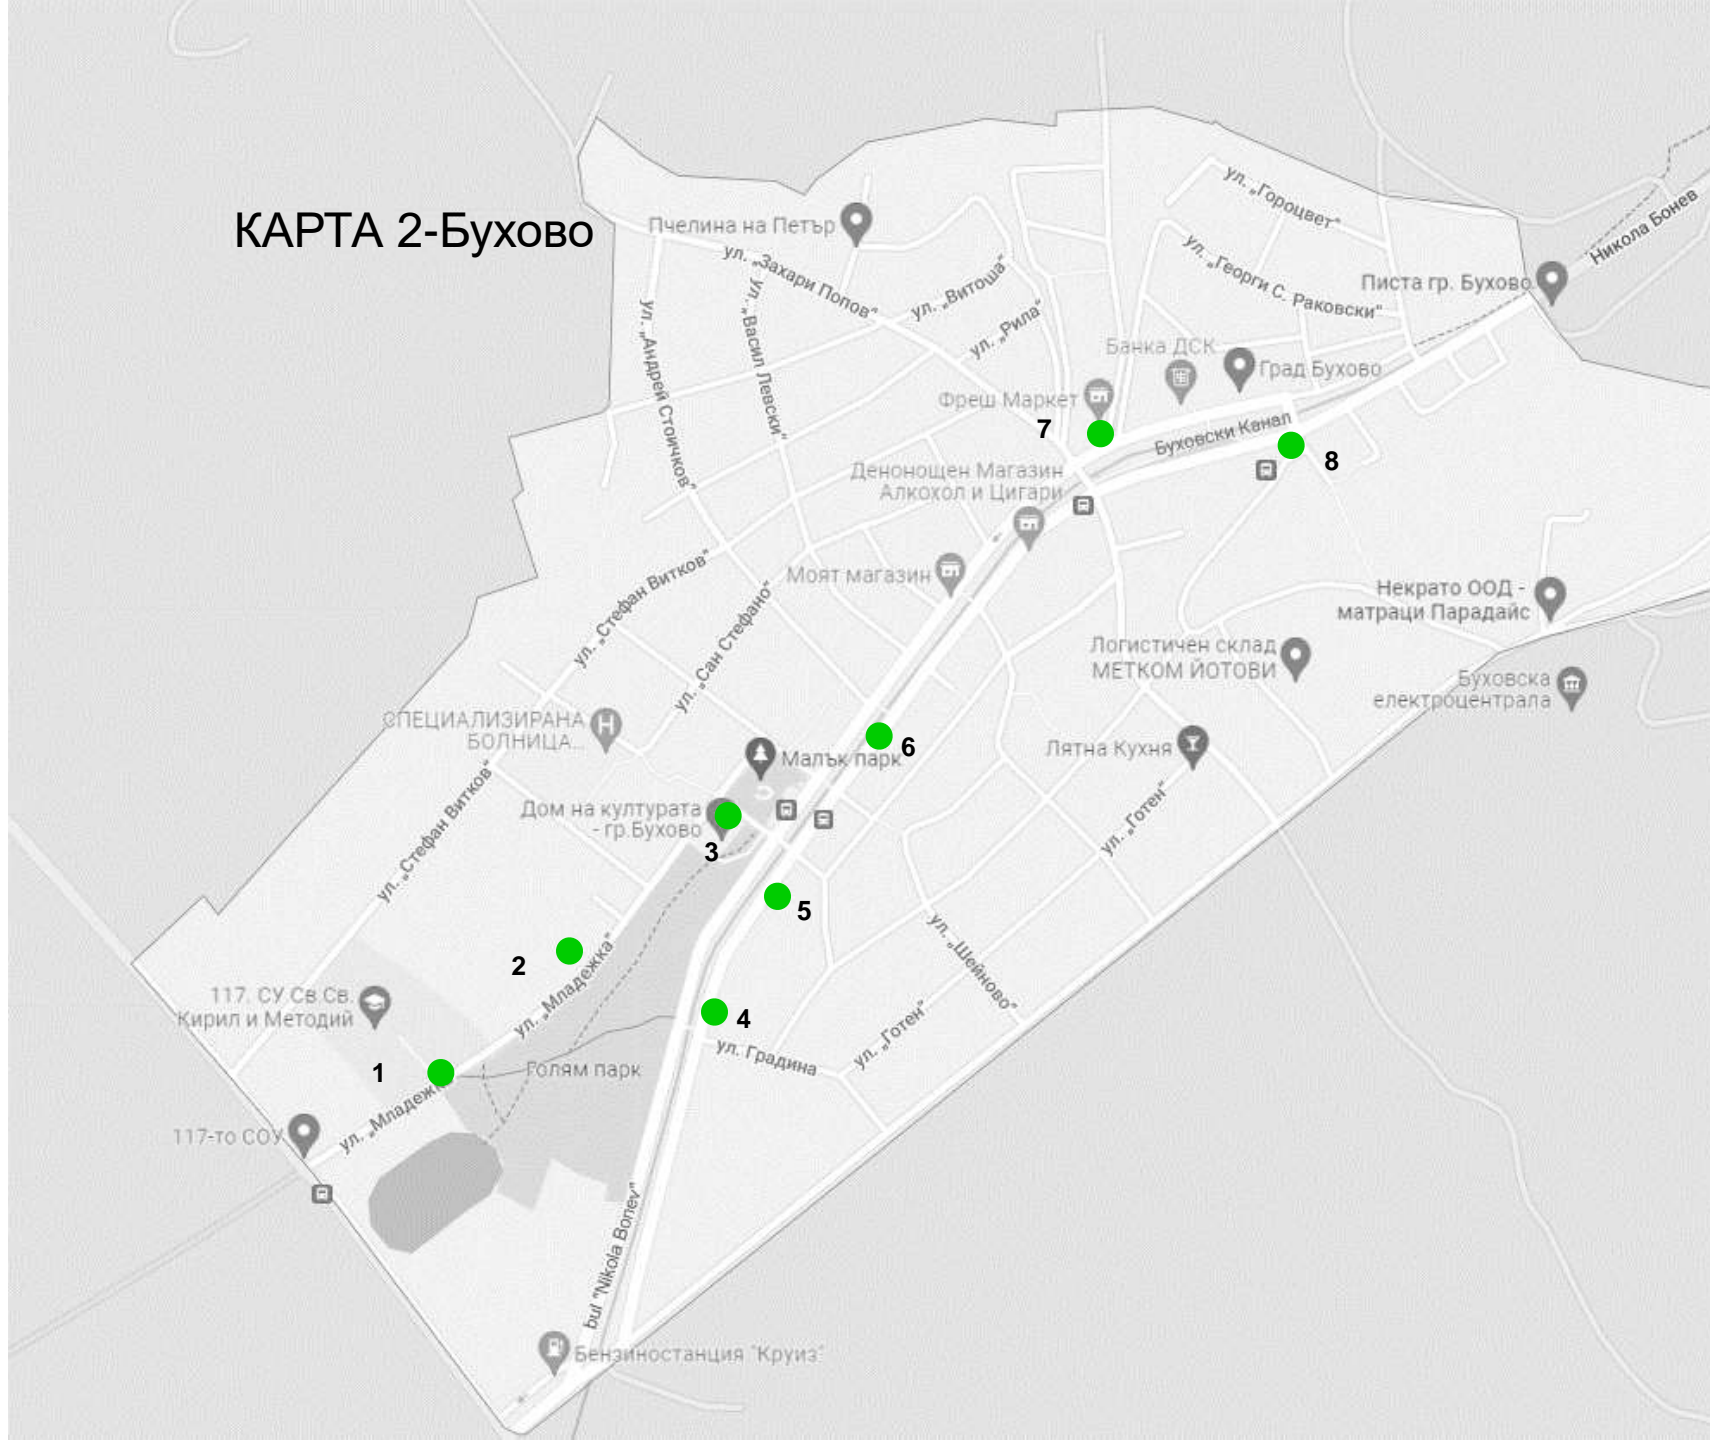 КАРТА 2-Бухово
Пчелина на Петър
ул. „Захари Попов“
ул. „Витоша“
ул. „Рила“
ул. „Васил Левски“
ул. „Андрей Стоичков“
ул. „Гороцвет“
ул. „Георги С. Раковски“
Никола Бонев
Писта гр. Бухово
Банка ДСК
Град Бухово
Фреш Маркет
7
Буховски Канал
8
Денонощен Магазин
Алкохол и Цигари
Моят магазин
ул. „Стефан Витков“
ул. „Сан Стефано“
Некрато ООД -
матраци Парадайс
Логистичен склад
МЕТКОМ ЙОТОВИ
Буховска
електроцентрала
СПЕЦИАЛИЗИРАНА
БОЛНИЦА...
Малък парк
6
Лятна Кухня
ул. „Готен“
Дом на културата
- гр.Бухово
3
ул. „Стефан Витков“
5
2
ул. „Младежка“
ул. „Шейново“
117. СУ Св.Св.
Кирил и Методий
4
ул. Градина
ул. „Готен“
1
Голям парк
ул. „Младежка
117-то СОУ
bul "Nikola Bonev"
Бензиностанция "Круиз"